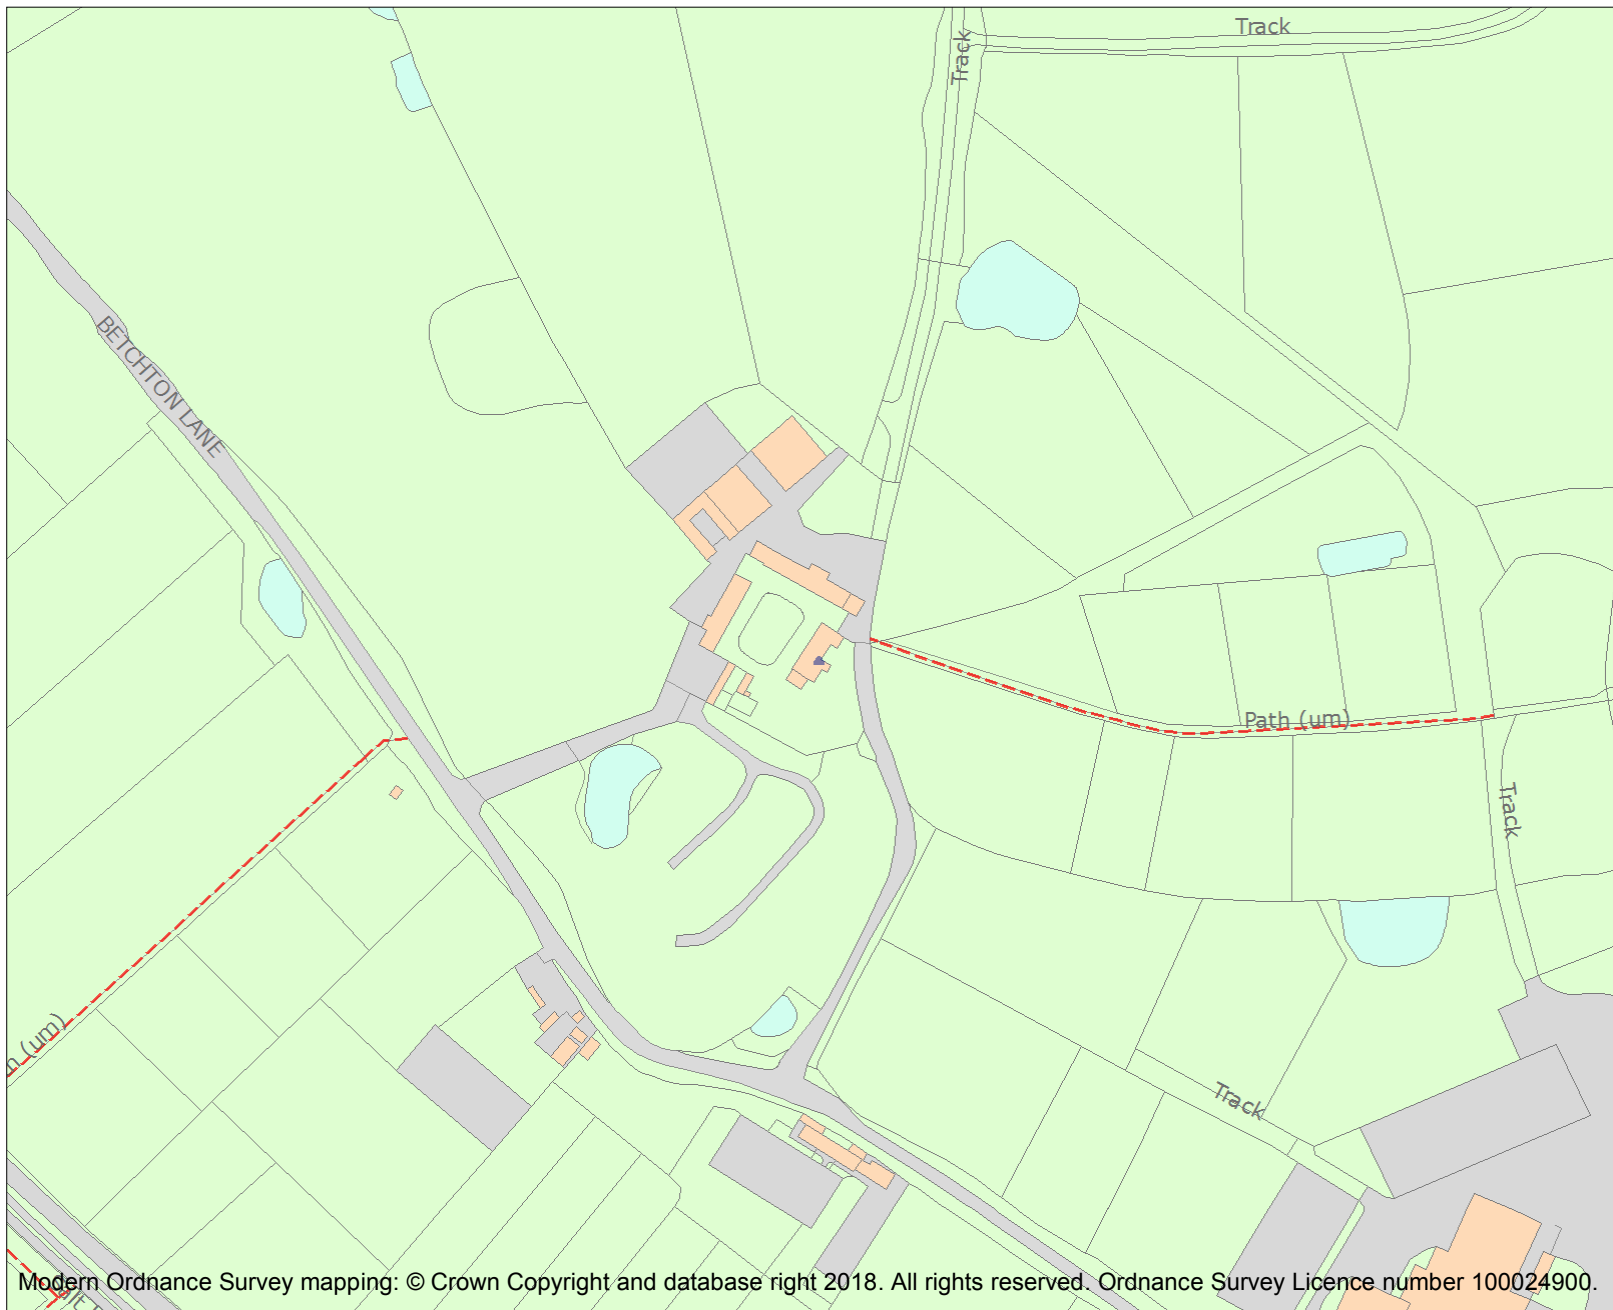 Track
Track
BETCHTON LANE
Path (um)
Track
(um)
Track
Modern Ordnance Survey mapping: © Crown Copyright and database right 2018. All rights reserved. Ordnance Survey Licence number 100024900.